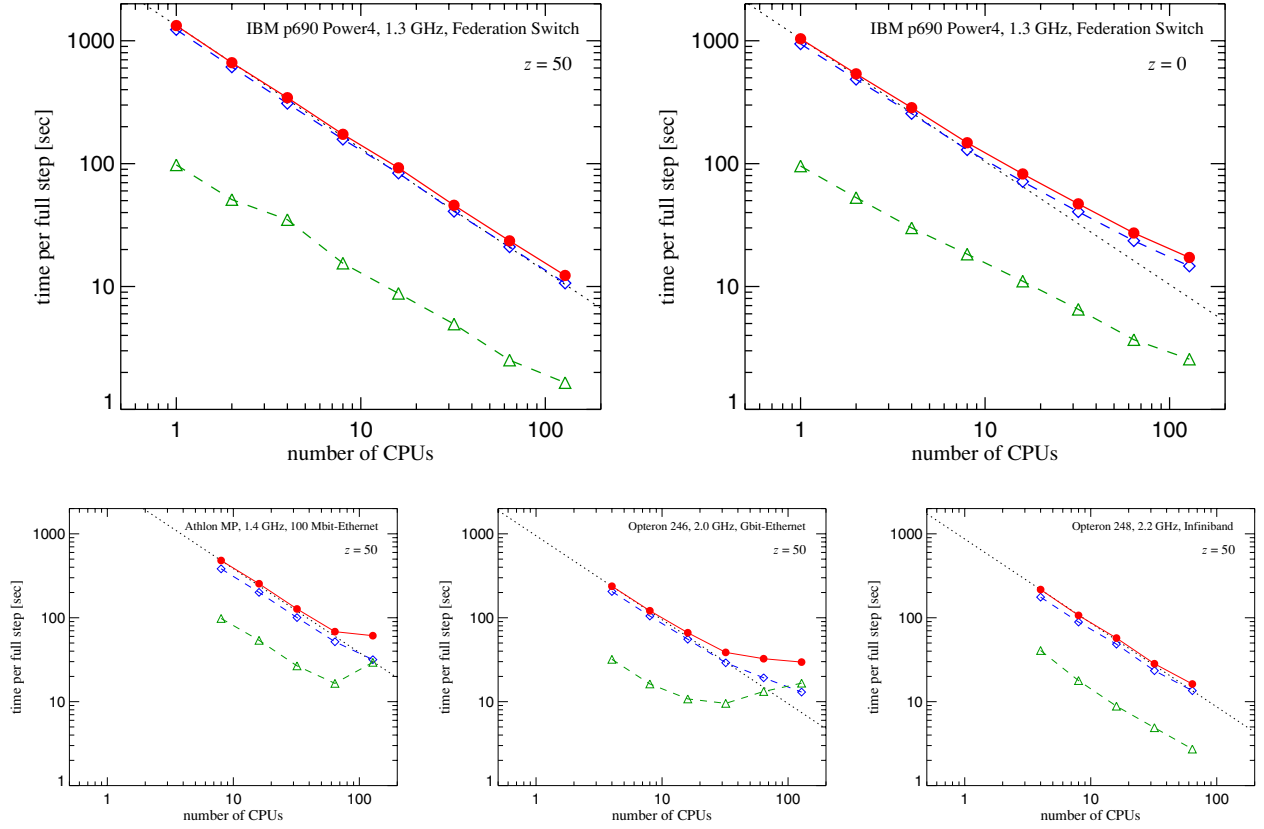 IBM p690 Power4, 1.3 GHz, Federation Switch
z = 50
1000
100
10
1
time per full step [sec]
1 10 100
number of CPUs
IBM p690 Power4, 1.3 GHz, Federation Switch
z = 0
1000
100
10
1
time per full step [sec]
1 10 100
number of CPUs
Athlon MP, 1.4 GHz, 100 Mbit-Ethernet
z = 50
1000
100
10
1
time per full step [sec]
1 10 100
number of CPUs
Opteron 246, 2.0 GHz, Gbit-Ethernet
z = 50
1000
100
10
1
time per full step [sec]
1 10 100
number of CPUs
Opteron 248, 2.2 GHz, Infiniband
z = 50
1000
100
10
1
time per full step [sec]
1 10 100
number of CPUs